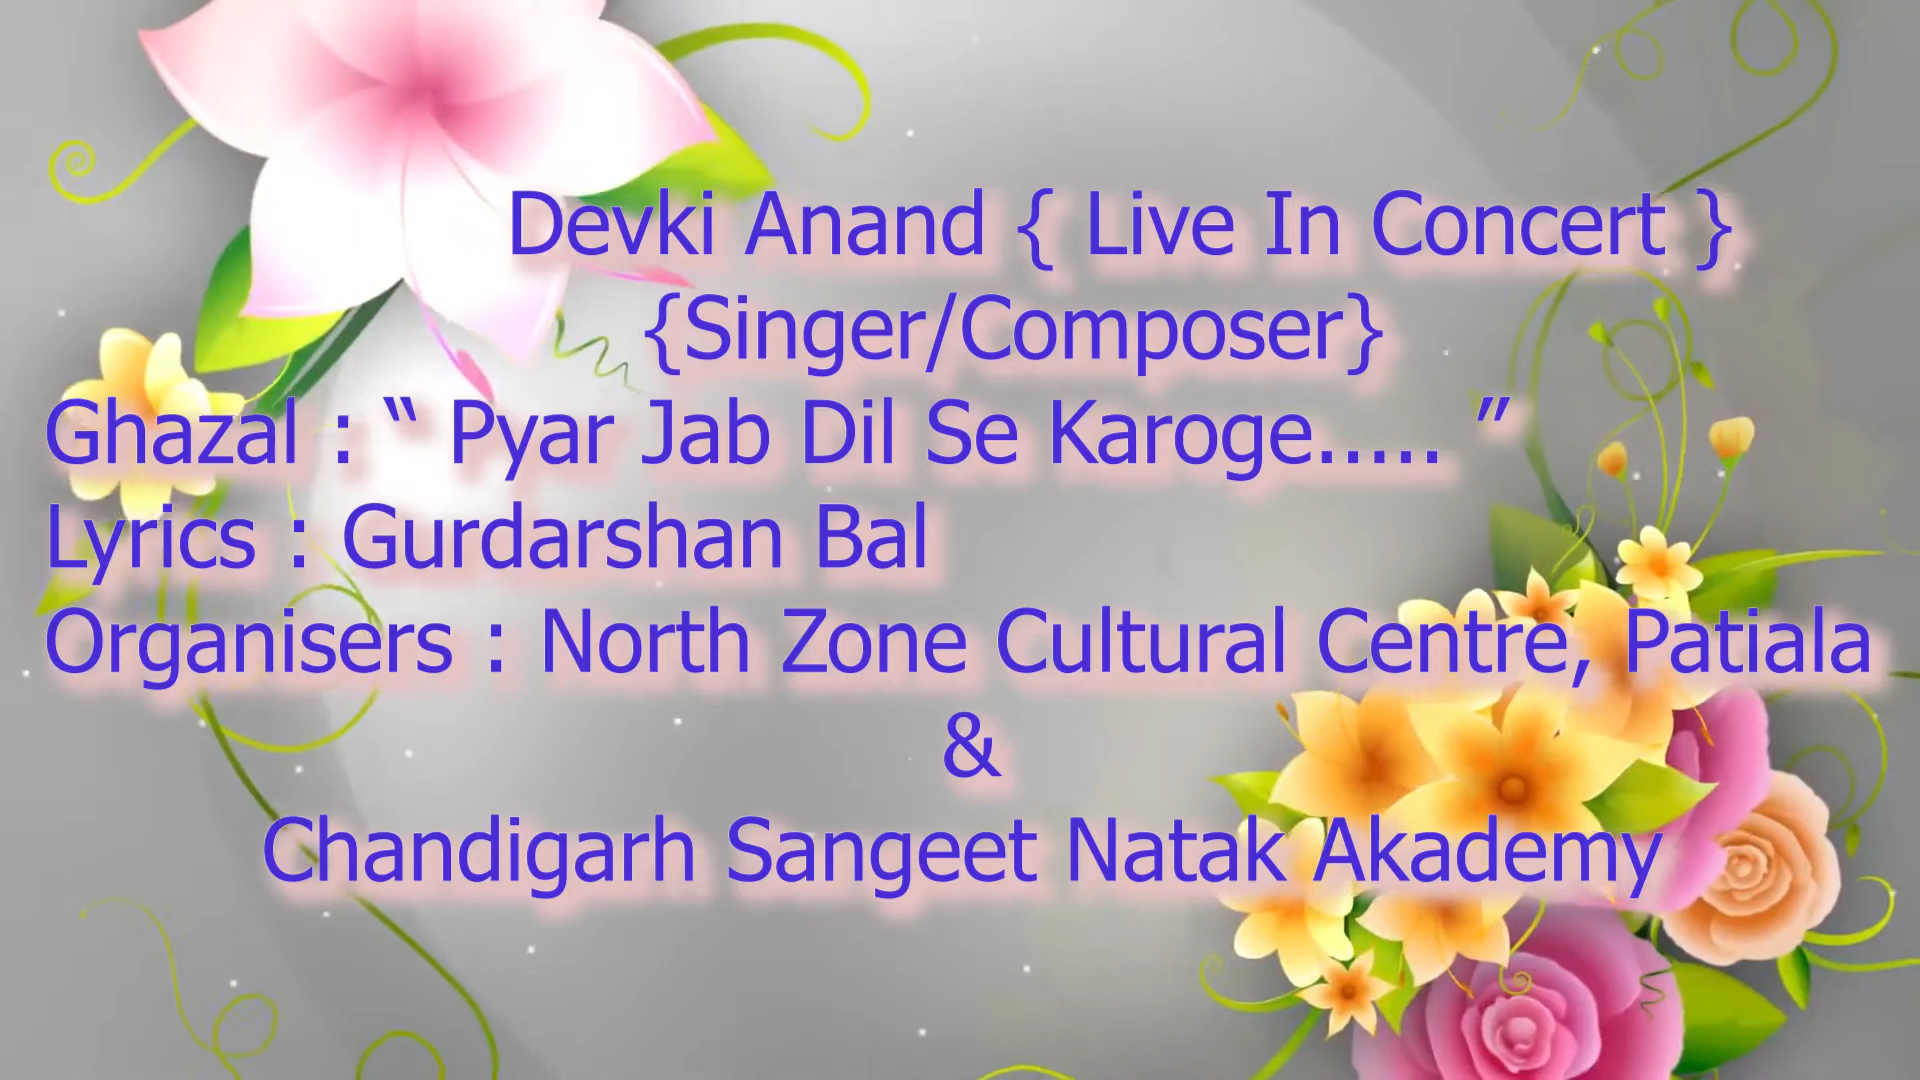 Devki Anand { Live In Concert }
{Singer/Composer}
Ghazal : “ Pyar Jab Dil Se Karoge..... ”
Lyrics : Gurdarshan Bal
Organisers : North Zone Cultural Centre, Patiala
&
Chandigarh Sangeet Natak Akademy